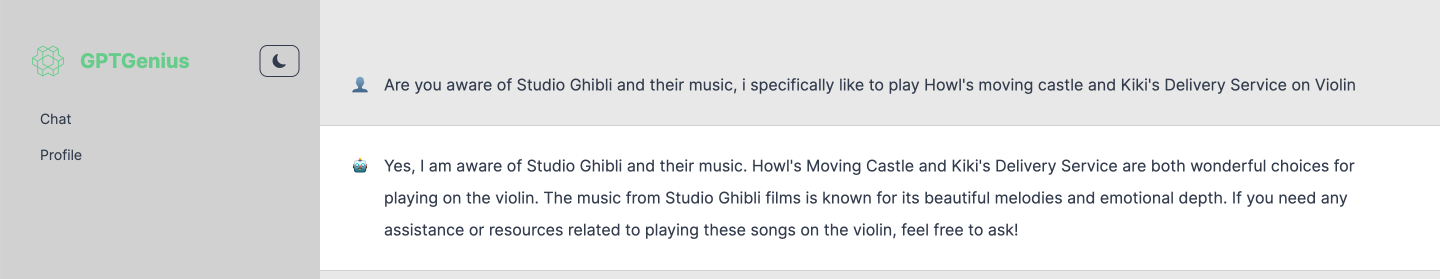 GPTGenius
Chat
Profile
Are you aware of Studio Ghibli and their music, i specifically like to play Howl's moving castle and Kiki's Delivery Service on Violin
Yes, I am aware of Studio Ghibli and their music. Howl's Moving Castle and Kiki's Delivery Service are both wonderful choices for
playing on the violin. The music from Studio Ghibli films is known for its beautiful melodies and emotional depth. If you need any
assistance or resources related to playing these songs on the violin, feel free to ask!